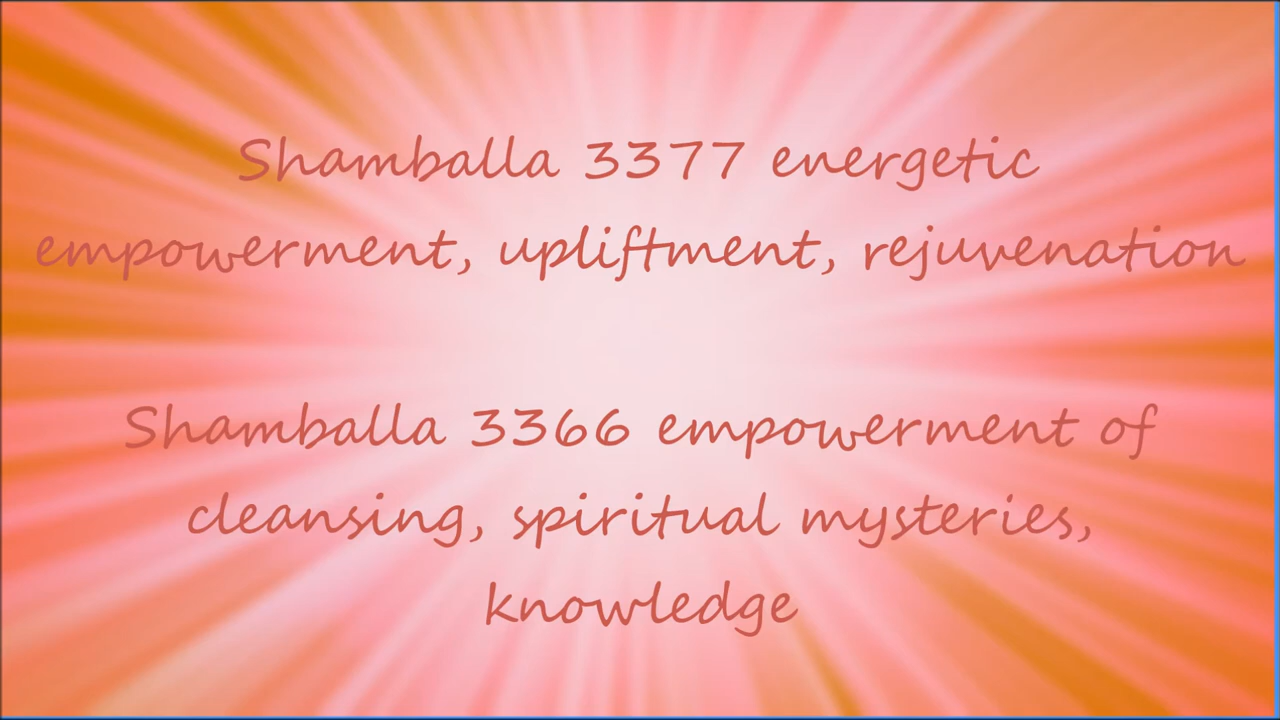 Shamballa 3377 energetic
empowerment, upliftment, rejuvenation
Shamballa 3366 empowerment of
cleansing, spiritual mysteries,
knowledge